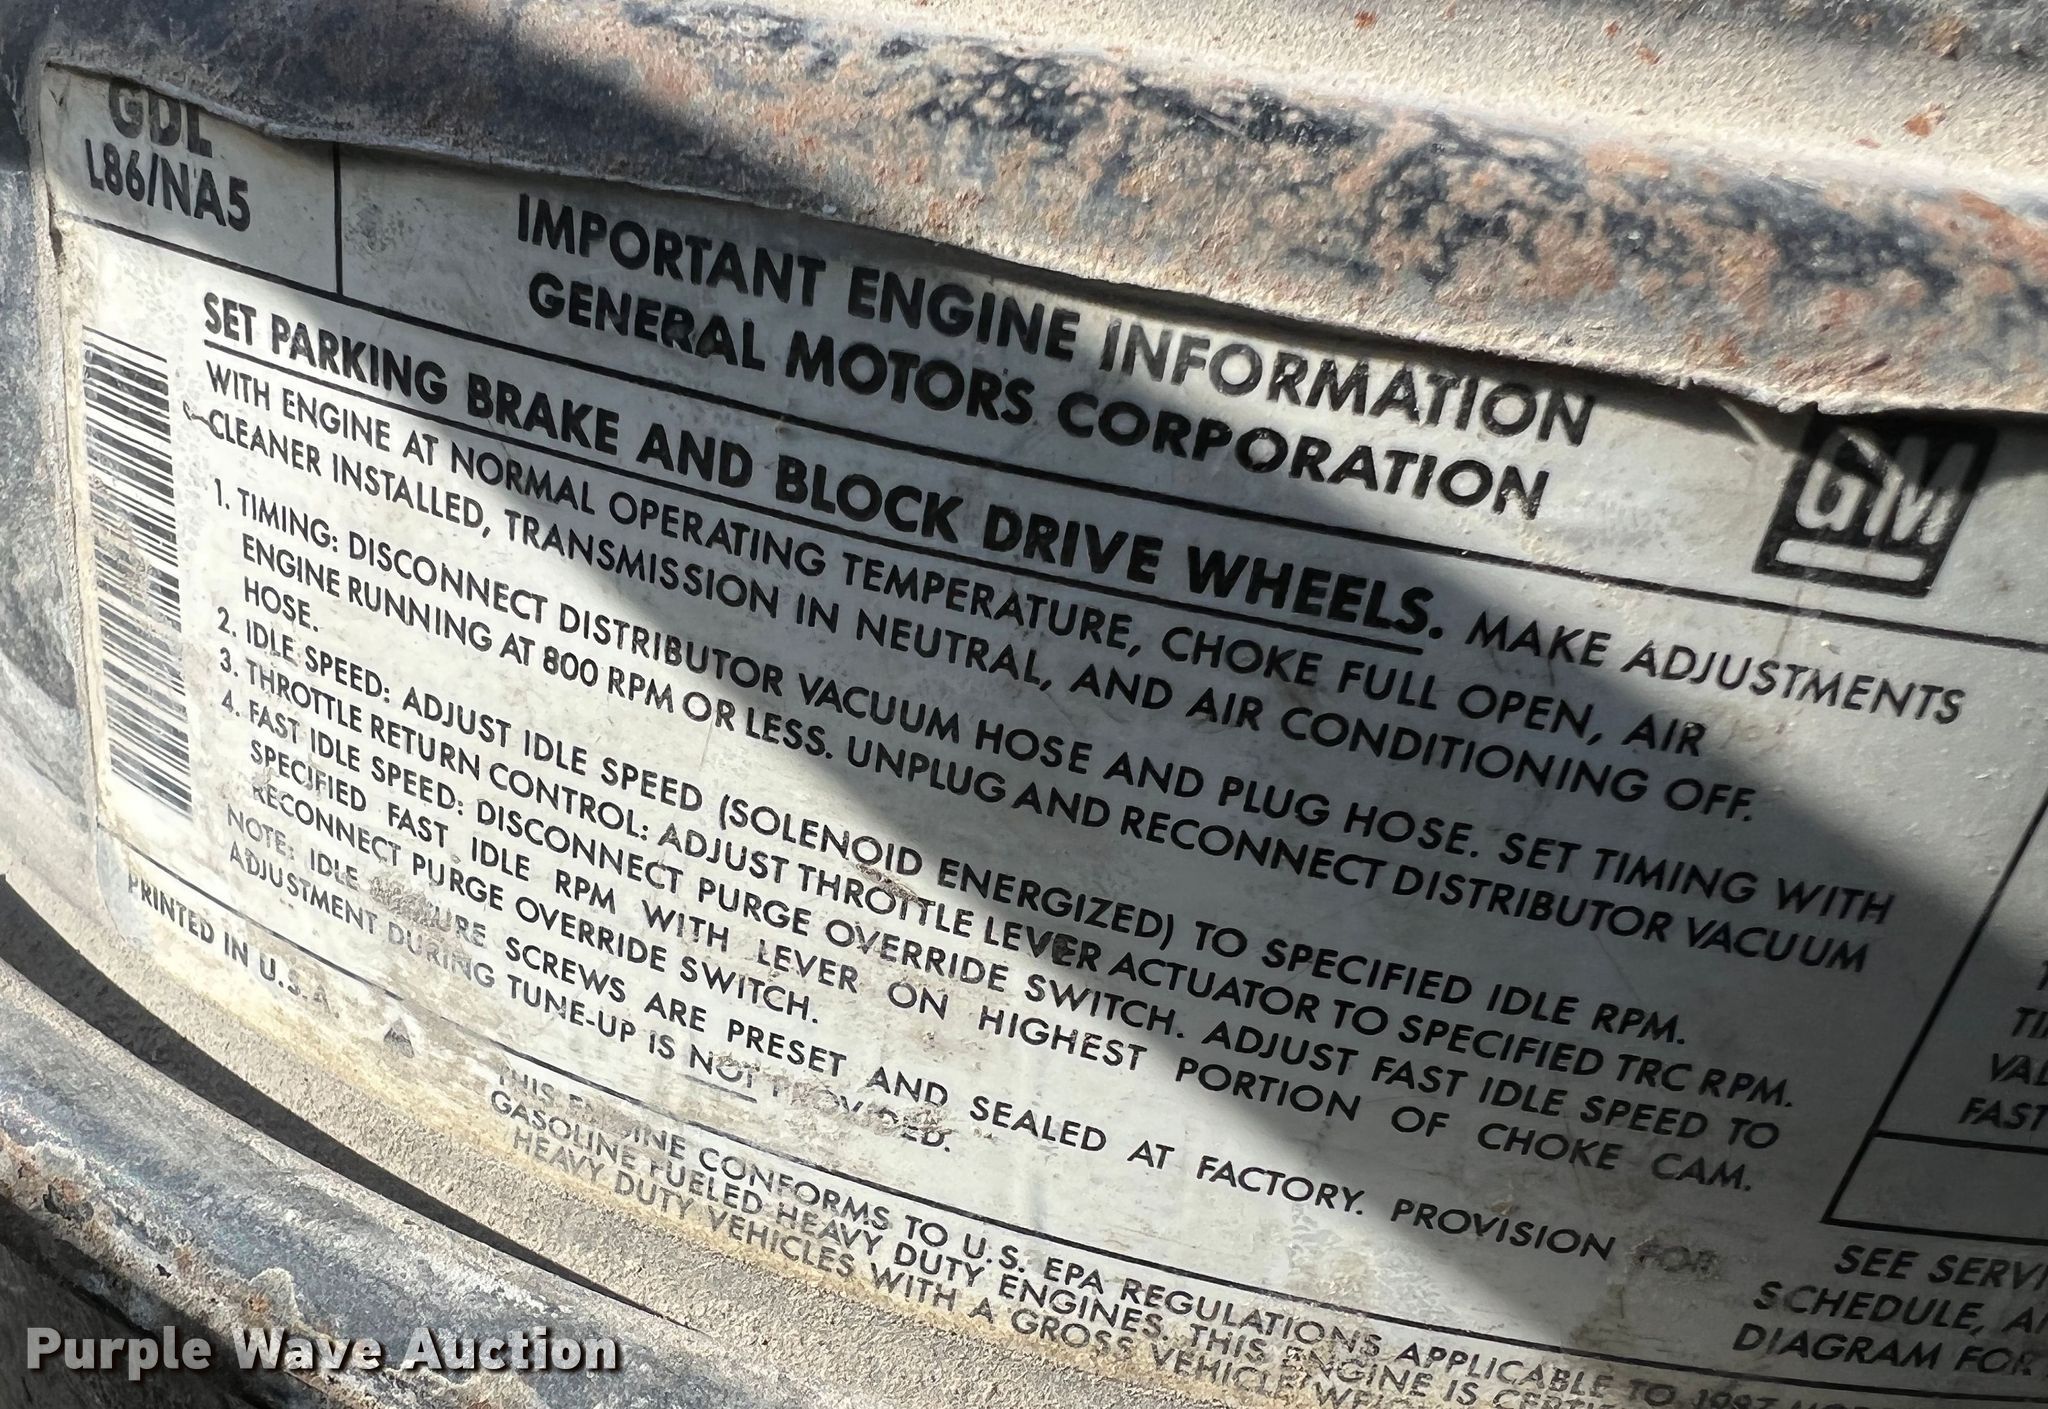 GDL
L86/NA5
IMPORTANT ENGINE INFORMATION
GENERAL MOTORS CORPORATION
GM
SET PARKING BRAKE AND BLOCK DRIVE WHEELS. MAKE ADJUSTMENTS
WITH ENGINE AT NORMAL OPERATING TEMPERATURE, CHOKE FULL OPEN, AIR
CLEANER INSTALLED, TRANSMISSION IN NEUTRAL, AND AIR CONDITIONING OFF.
1. TIMING: DISCONNECT DISTRIBUTOR VACUUM HOSE AND PLUG HOSE. SET TIMING WITH
ENGINE RUNNING AT 800 RPM OR LESS. UNPLUG AND RECONNECT DISTRIBUTOR VACUUM
HOSE.
2. IDLE SPEED: ADJUST IDLE SPEED (SOLENOID ENERGIZED) TO SPECIFIED IDLE RPM.
3. THROTTLE RETURN CONTROL: ADJUST THROTTLE LEVER ACTUATOR TO SPECIFIED TRC RPM.
4. FAST IDLE SPEED: DISCONNECT PURGE OVERRIDE SWITCH. ADJUST FAST IDLE SPEED TO
SPECIFIED FAST IDLE RPM WITH LEVER ON HIGHEST PORTION OF CHOKE CAM.
RECONNECT PURGE OVERRIDE SWITCH.
NOTE: IDLE SCREWS ARE PRESET AND SEALED AT FACTORY. PROVISION FOR
ADJUSTMENT DURING TUNE-UP IS NOT PROVIDED.
PRINTED IN U.S.A
THIS ENGINE CONFORMS TO U.S. EPA REGULATIONS APPLICABLE TO 1987
GASOLINE FUELED HEAVY DUTY ENGINES. THIS ENGINE IS
HEAVY DUTY VEHICLES WITH A GROSS VEHICLE
FAST
SEE
SCHEDULE,
DIAGRAM FOR
Purple Wave Auction